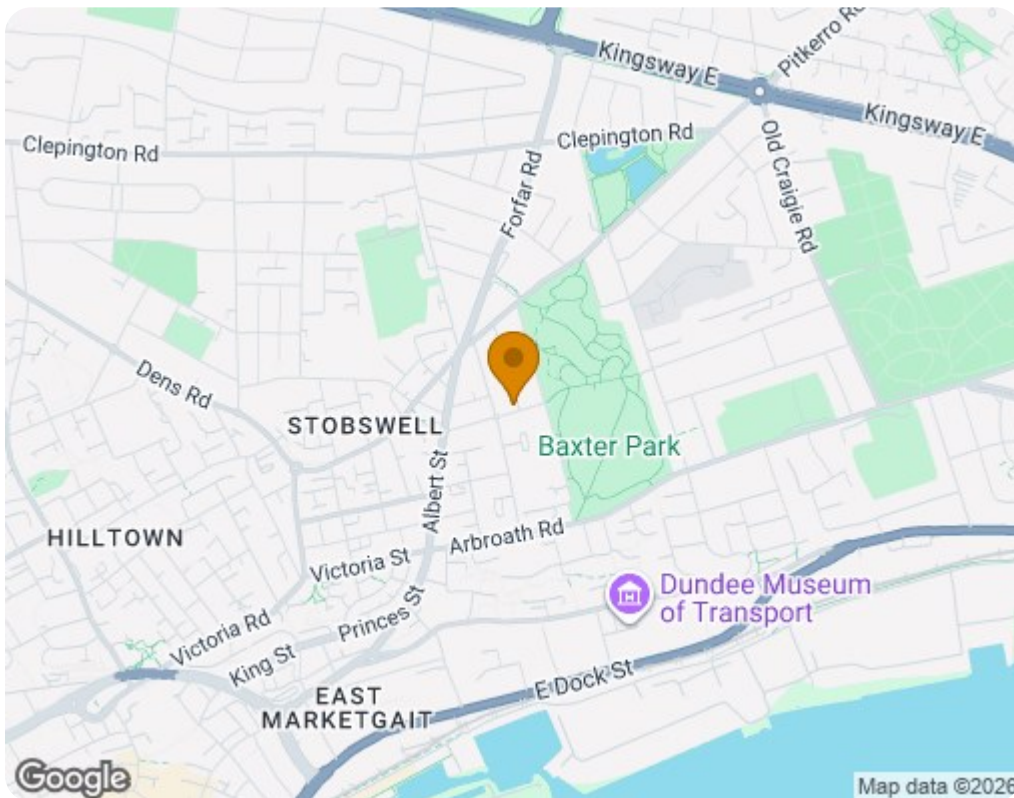 Kingsway E
Pitkerro Rd
Kingsway E
Clepington Rd
Clepington Rd
Old Craigie Rd
Forfar Rd
Dens Rd
STOBSWELL
Baxter Park
Albert St
HILLTOWN
Arbroath Rd
Victoria St
Dundee Museum
of Transport
Princes St
Victoria Rd
King St
E Dock St
EAST
MARKETGAIT
Google
Map data ©2026